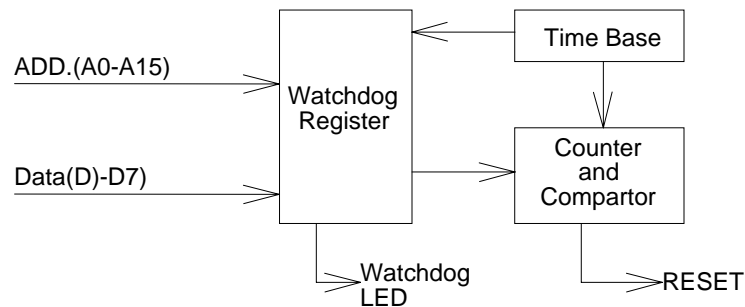 Time Base
ADD.(A0-A15)
Watchdog
Register
Counter
and
Compartor
Data(D)-D7)
Watchdog
LED
RESET